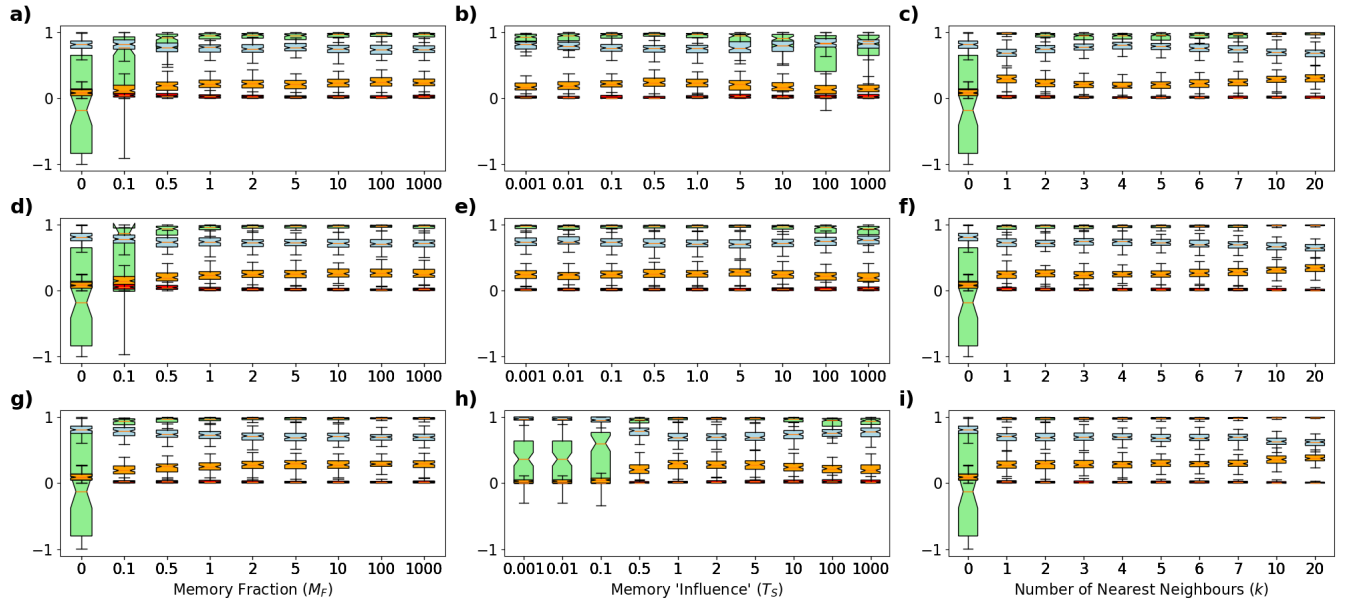 a) b) c)
1 1 1
0 0 0
−1 −1 −1
0 0.1 0.5 1 2 5 10 100 1000 0.001 0.01 0.1 0.5 1.0 5 10 100 1000 0 1 2 3 4 5 6 7 10 20
d) e) f)
1 1 1
0 0 0
−1 −1 −1
0 0.1 0.5 1 2 5 10 100 1000 0.001 0.01 0.1 0.5 1.0 5 10 100 1000 0 1 2 3 4 5 6 7 10 20
g) h) i)
1 1 1
0 0 0
−1 −1 −1
0 0.1 0.5 1 2 5 10 100 1000 0.001 0.01 0.1 0.5 1 2 5 10 100 1000 0 1 2 3 4 5 6 7 10 20
Memory Fraction (M_F) Memory 'Influence' (T_S) Number of Nearest Neighbours (k)